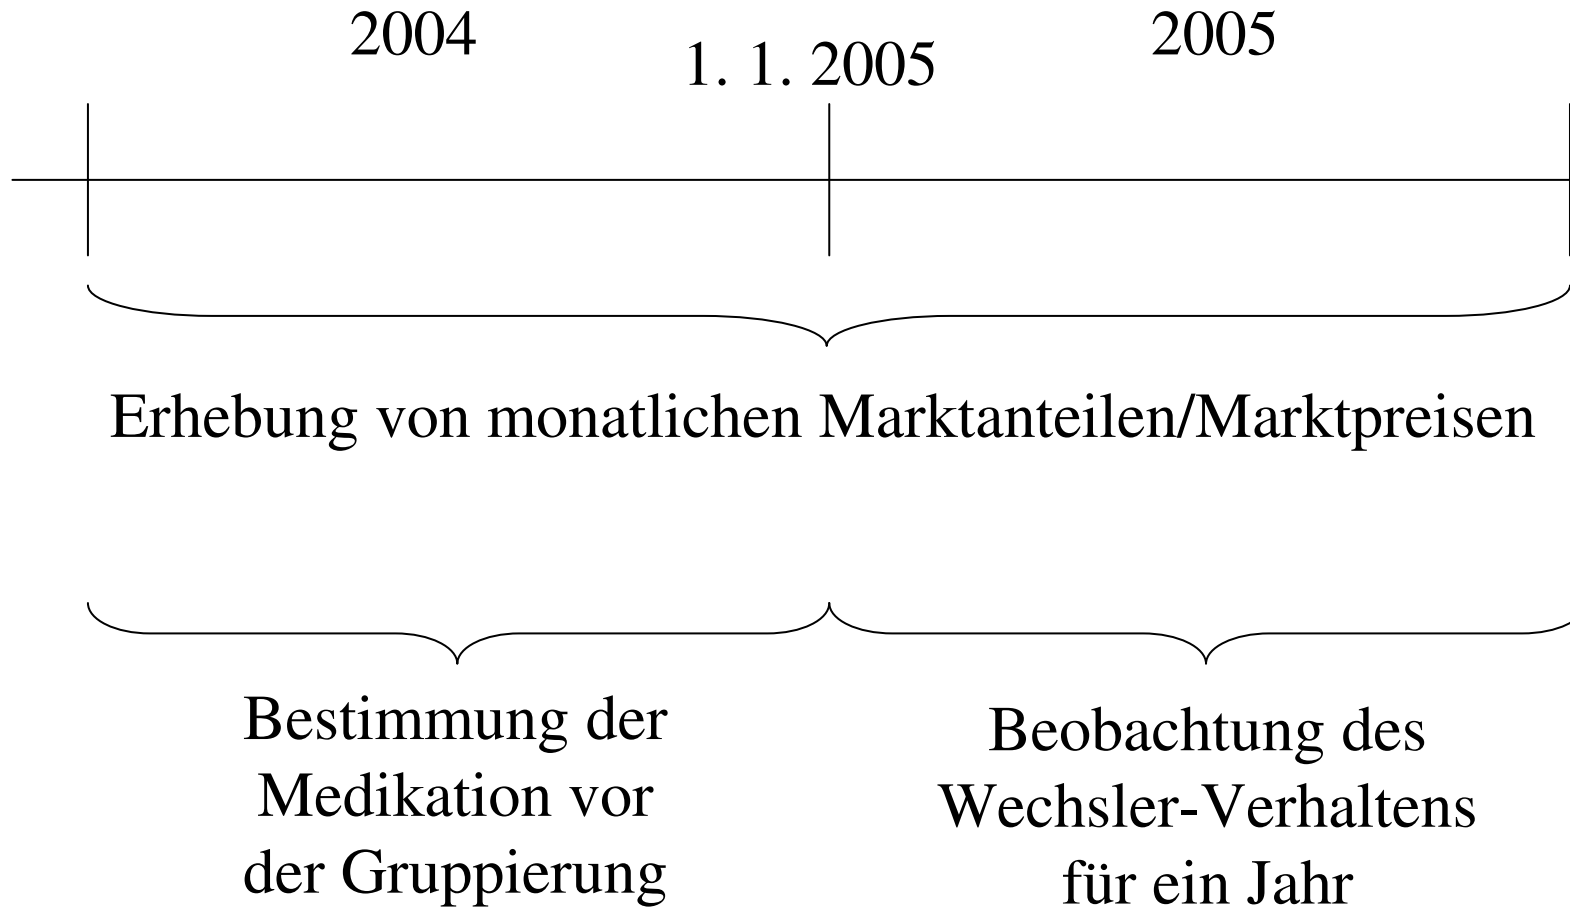 2004
1. 1. 2005
2005
Erhebung von monatlichen Marktanteilen/Marktpreisen
Bestimmung der
Medikation vor
der Gruppierung
Beobachtung des
Wechsler-Verhaltens
für ein Jahr